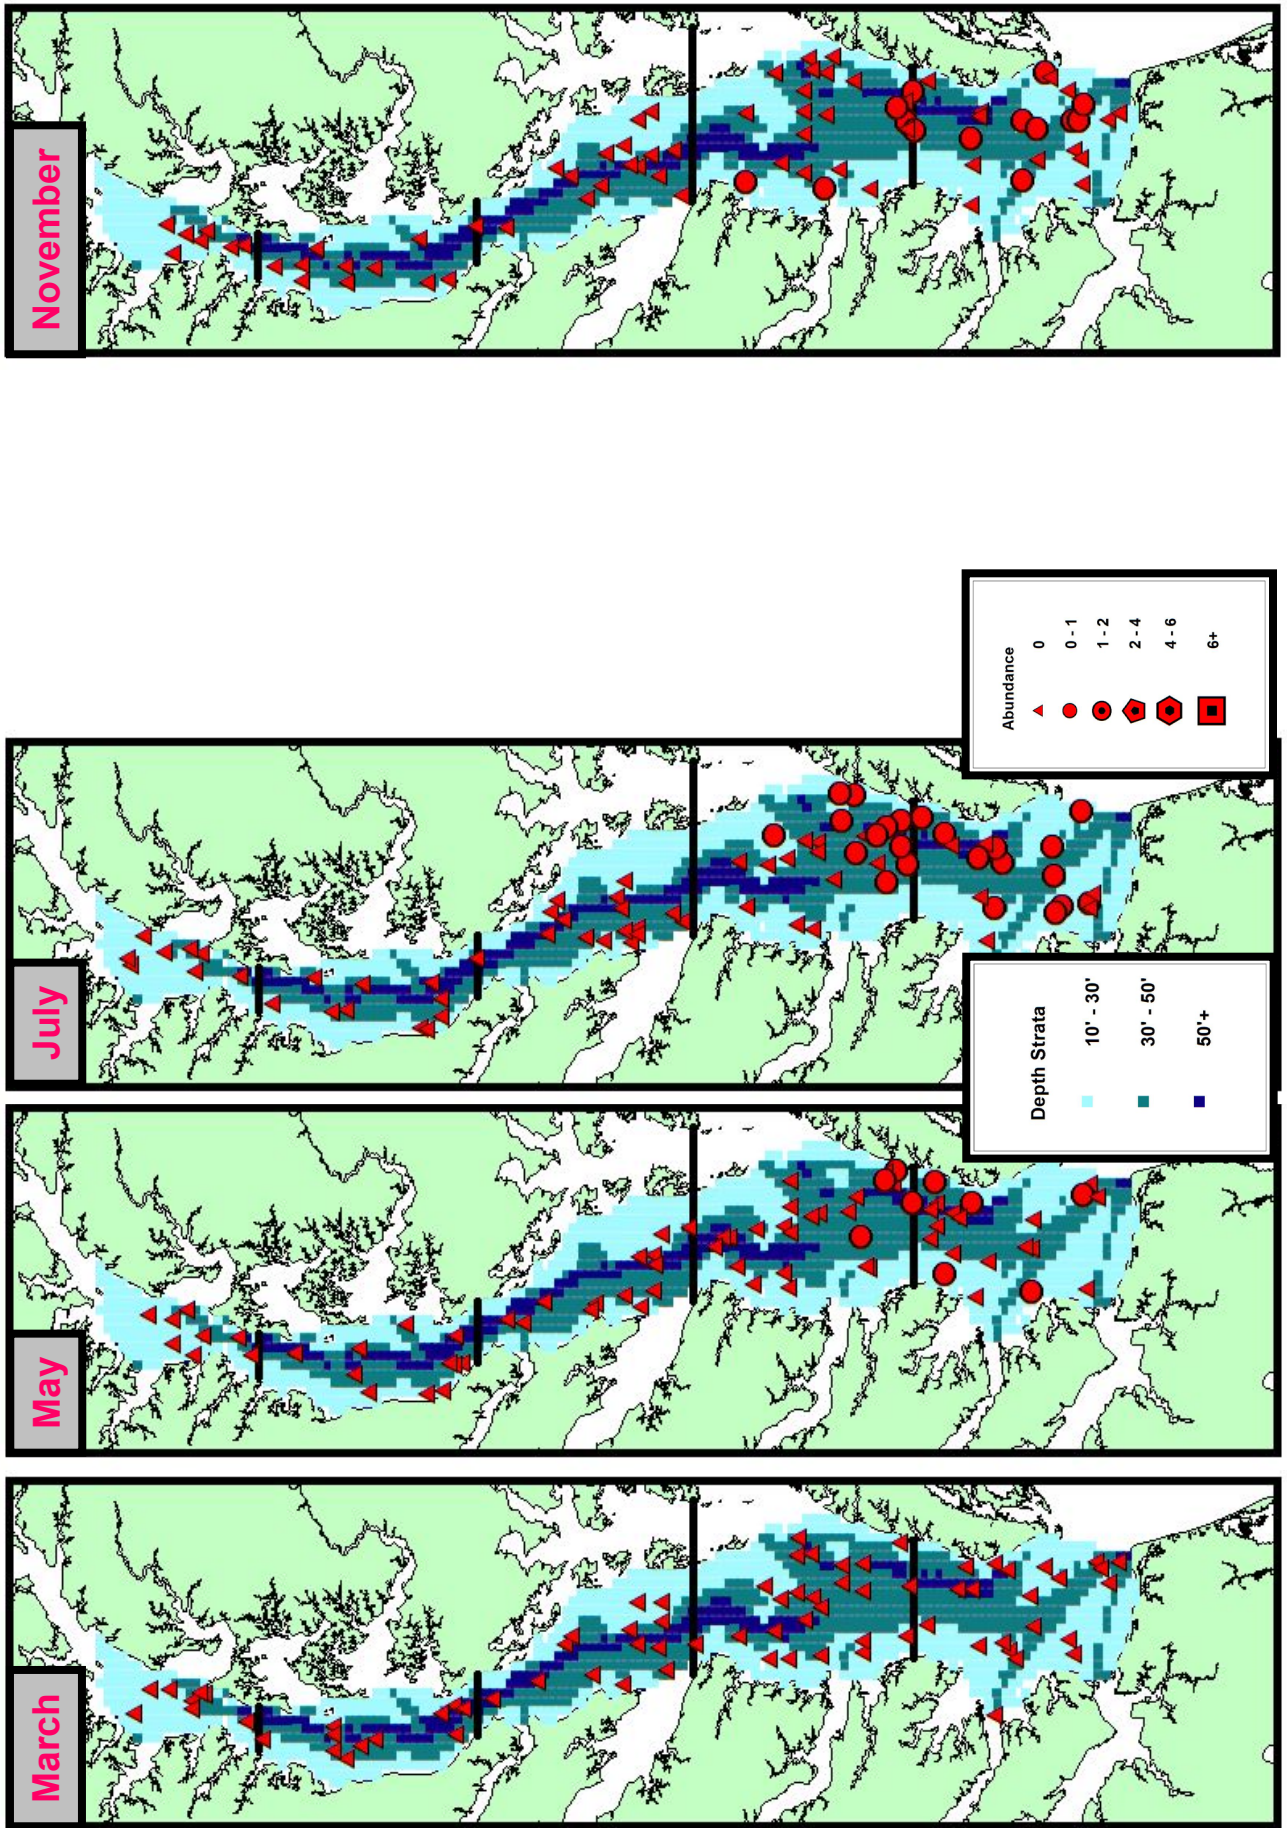 March
May
July
November
Depth Strata
10' - 30'
30' - 50'
50'+
Abundance
0
0 - 1
1 - 2
2 - 4
4 - 6
6+